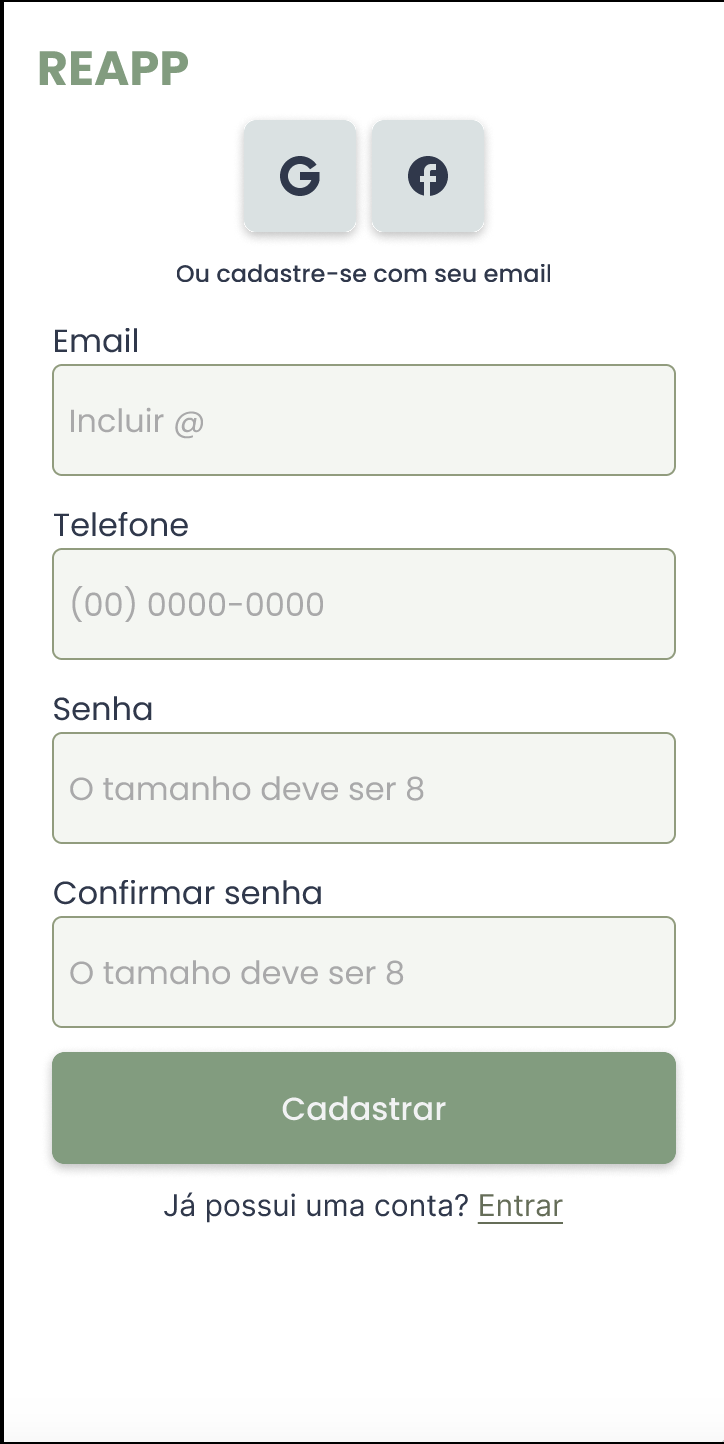 REAPP
Ou cadastre-se com seu email
Email
Incluir @
Telefone
(00) 0000-0000
Senha
O tamanho deve ser 8
Confirmar senha
O tamaho deve ser 8
Cadastrar
Já possui uma conta? Entrar